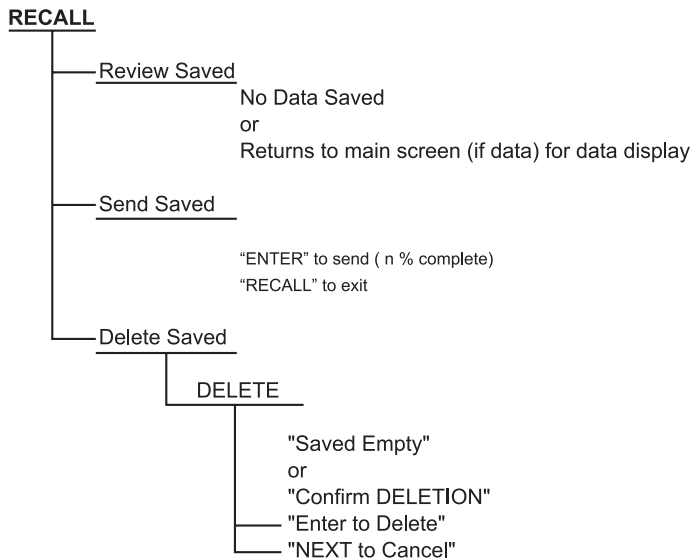 RECALL
Review Saved
No Data Saved
or
Returns to main screen (if data) for data display
Send Saved
“ENTER” to send ( n % complete)
“RECALL” to exit
Delete Saved
DELETE
"Saved Empty"
or
"Confirm DELETION"
"Enter to Delete"
"NEXT to Cancel"